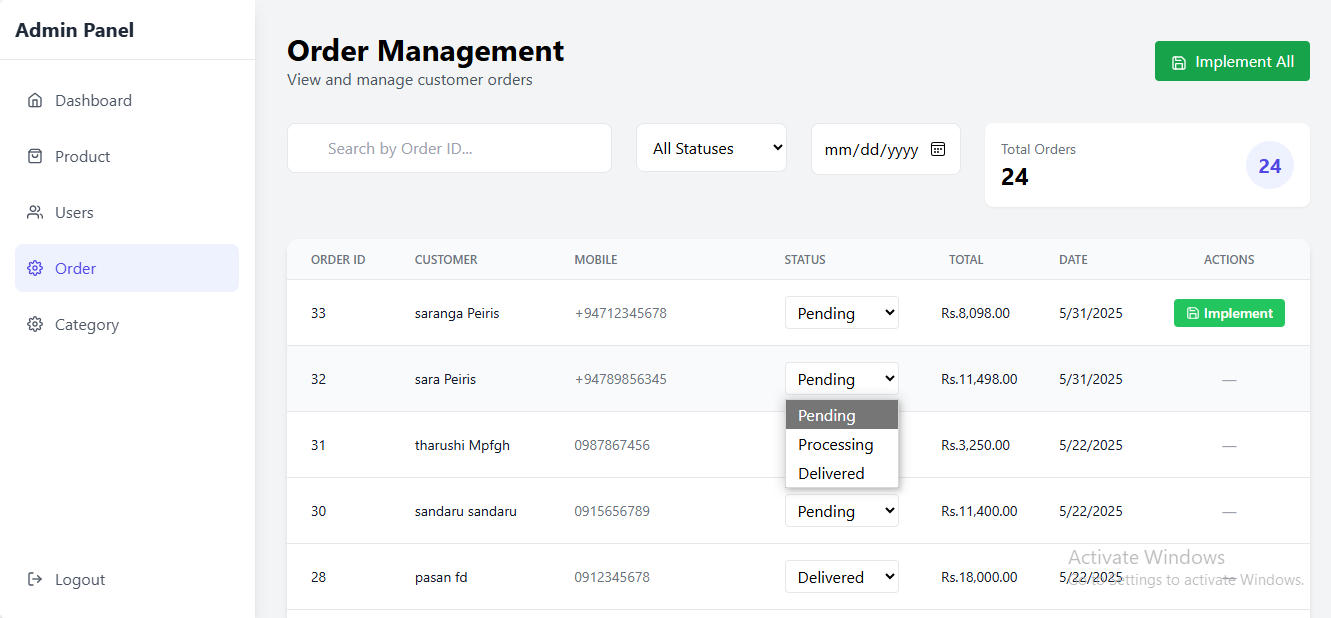 Admin Panel
Dashboard
Product
Users
Order
Category
Logout
Order Management
View and manage customer orders
Implement All
Search by Order ID...
All Statuses
mm/dd/yyyy
Total Orders
24
24
ORDER ID CUSTOMER MOBILE STATUS TOTAL DATE ACTIONS
33 saranga Peiris +94712345678 Pending Rs.8,098.00 5/31/2025 Implement
32 sara Peiris +94789856345 Pending Rs.11,498.00 5/31/2025 —
Pending
Processing
Delivered
31 tharushi Mpfgh 0987867456 Rs.3,250.00 5/22/2025 —
30 sandaru sandaru 0915656789 Pending Rs.11,400.00 5/22/2025 —
28 pasan fd 0912345678 Delivered Rs.18,000.00 5/22/2025 —
Activate Windows
Go to Settings to activate Windows.